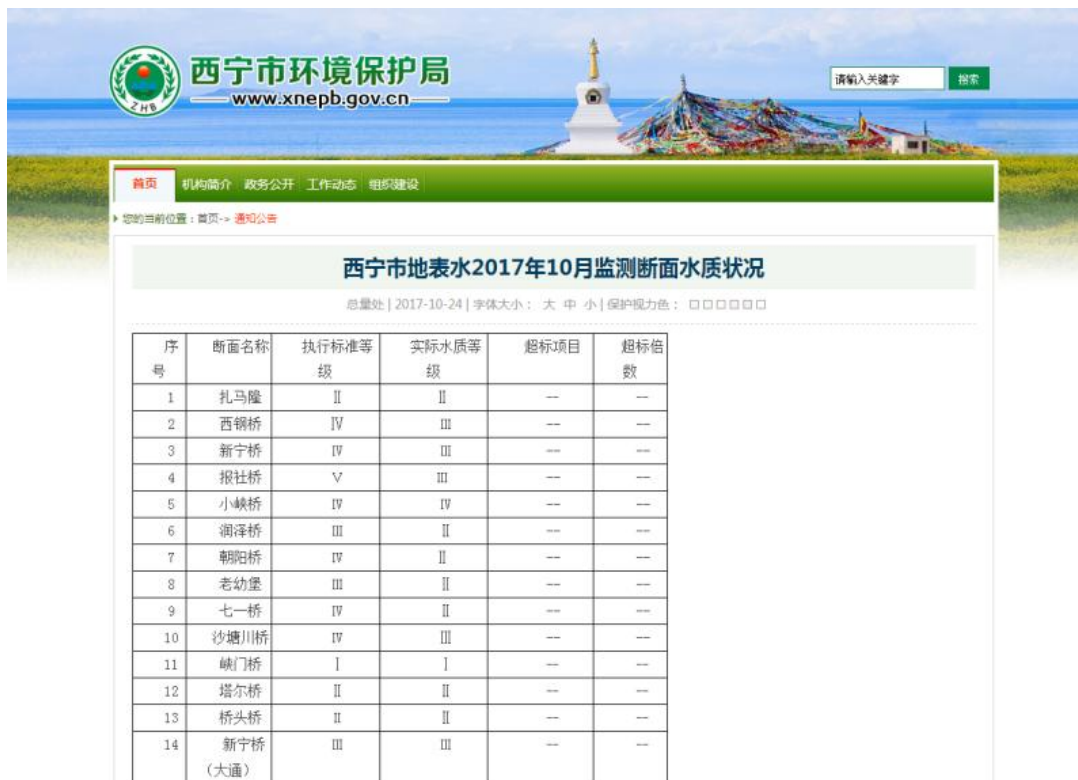 西宁市环境保护局
www.xnepb.gov.cn
ZHB
请输入关键字 搜索
首页 机构简介 政务公开 工作动态 组织建设
您的当前位置：首页-> 通知公告
西宁市地表水2017年10月监测断面水质状况
总量处 | 2017-10-24 | 字体大小： 大 中 小 | 保护视力色： □□□□□□
序号 断面名称 执行标准等级 实际水质等级 超标项目 超标倍数
1 扎马隆 Ⅱ Ⅱ -- --
2 西钢桥 Ⅳ Ⅲ -- --
3 新宁桥 Ⅳ Ⅲ -- --
4 报社桥 Ⅴ Ⅲ -- --
5 小峡桥 Ⅳ Ⅳ -- --
6 润泽桥 Ⅲ Ⅱ -- --
7 朝阳桥 Ⅳ Ⅱ -- --
8 老幼堡 Ⅲ Ⅱ -- --
9 七一桥 Ⅳ Ⅱ -- --
10 沙塘川桥 Ⅳ Ⅲ -- --
11 峡门桥 Ⅰ Ⅰ -- --
12 塔尔桥 Ⅱ Ⅱ -- --
13 桥头桥 Ⅱ Ⅱ -- --
14 新宁桥（大通） Ⅲ Ⅲ -- --